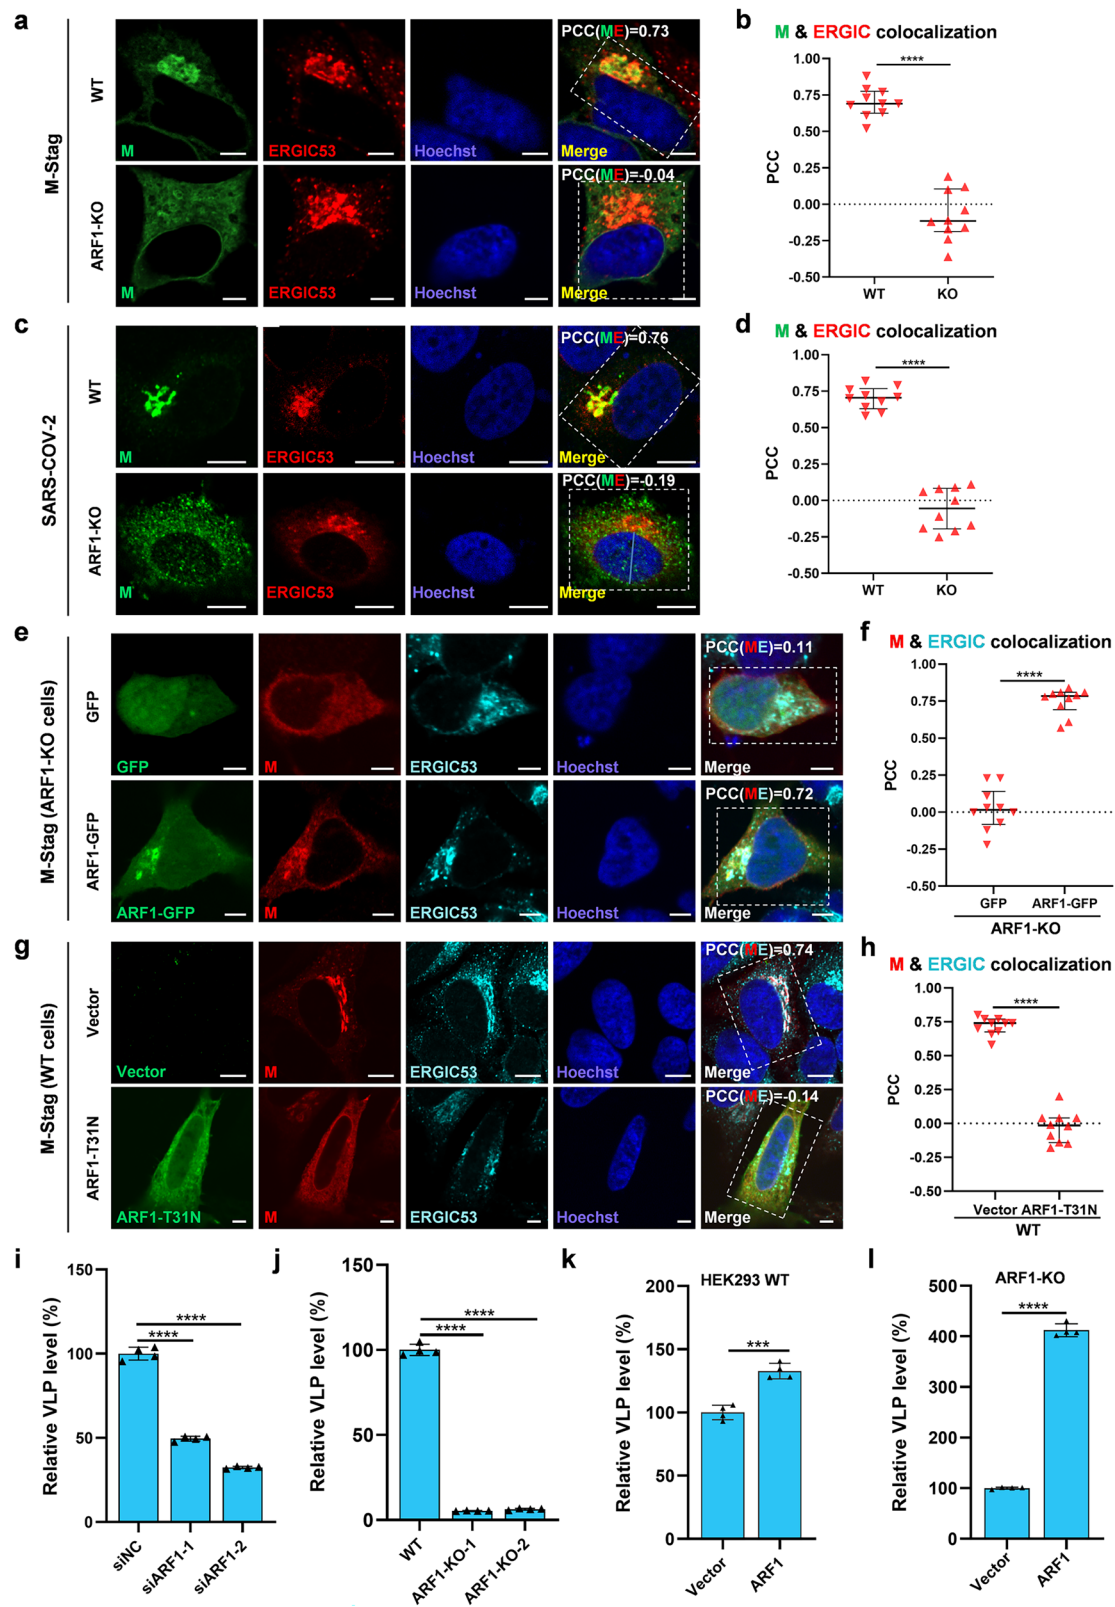 a
M-Stag
WT
M
ERGIC53
Hoechst
PCC(ME)=0.73
Merge
ARF1-KO
M
ERGIC53
Hoechst
PCC(ME)=-0.04
Merge
b
M & ERGIC colocalization
PCC
1.00
0.75
0.50
0.00
-0.25
-0.50
****
WT
KO
c
SARS-COV-2
WT
M
ERGIC53
Hoechst
PCC(ME)=0.76
Merge
ARF1-KO
M
ERGIC53
Hoechst
PCC(ME)=-0.19
Merge
d
M & ERGIC colocalization
PCC
1.00
0.75
0.50
0.25
0.00
-0.25
-0.50
****
WT
KO
e
M-Stag (ARF1-KO cells)
GFP
GFP
M
ERGIC53
Hoechst
PCC(ME)=0.11
Merge
ARF1-GFP
ARF1-GFP
M
ERGIC53
Hoechst
PCC(ME)=0.72
Merge
f
M & ERGIC colocalization
PCC
1.00
0.75
0.50
0.25
0.00
-0.25
-0.50
****
GFP
ARF1-GFP
ARF1-KO
g
M-Stag (WT cells)
Vector
Vector
M
ERGIC53
Hoechst
PCC(ME)=0.74
Merge
ARF1-T31N
ARF1-T31N
M
ERGIC53
Hoechst
PCC(ME)=-0.14
Merge
h
M & ERGIC colocalization
PCC
1.00
0.75
0.50
0.25
0.00
-0.25
-0.50
****
Vector ARF1-T31N
WT
i
Relative VLP level (%)
150
100
50
0
****
****
siNC
siARF1-1
siARF1-2
j
Relative VLP level (%)
150
100
50
0
****
****
WT
ARF1-KO-1
ARF1-KO-2
k
HEK293 WT
Relative VLP level (%)
200
150
100
50
0
***
Vector
ARF1
l
ARF1-KO
Relative VLP level (%)
500
400
300
200
100
0
****
Vector
ARF1